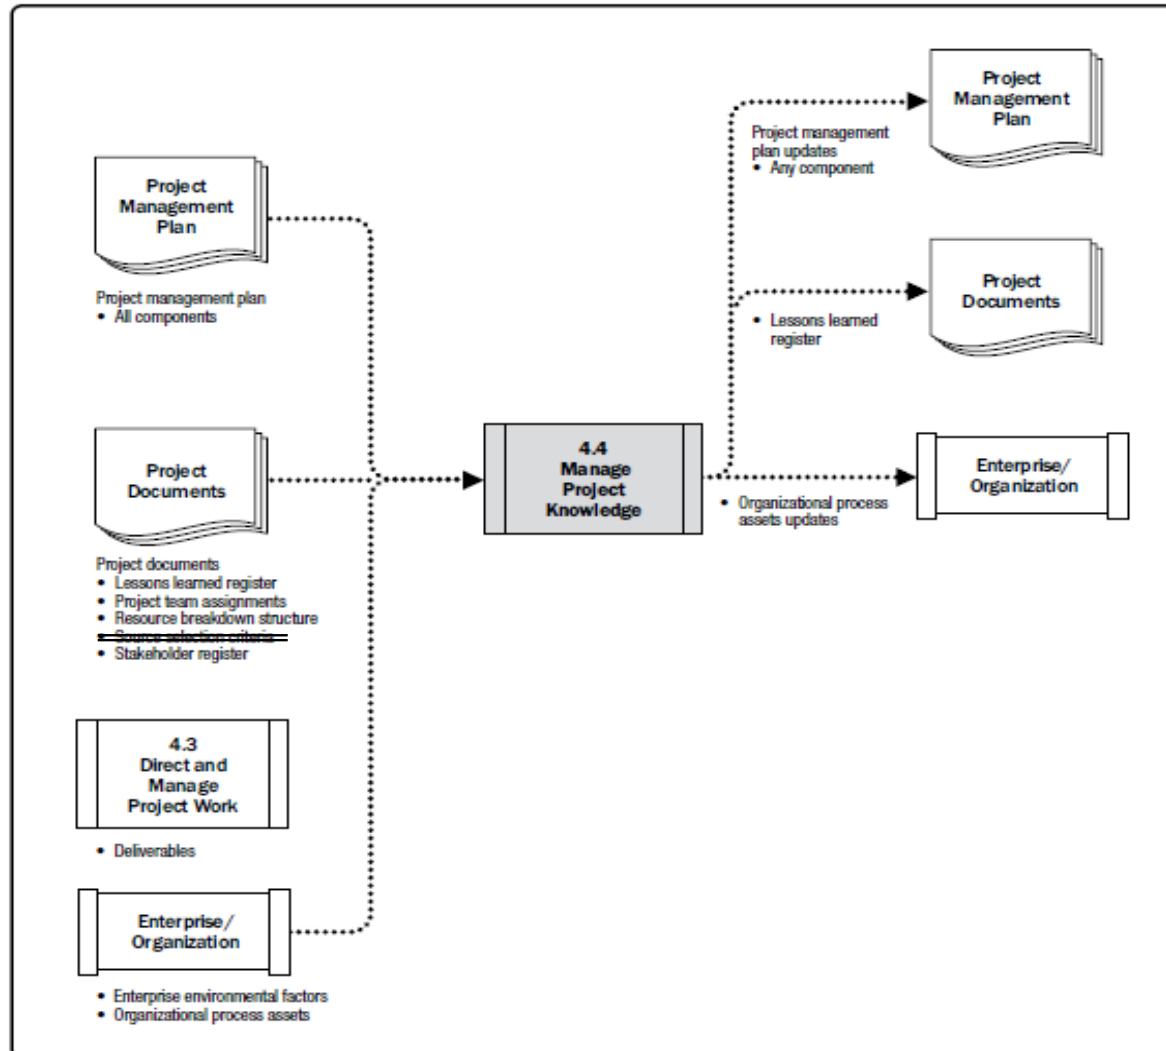 Project
Management
Plan
Project management plan
• All components
Project
Documents
Project documents
• Lessons learned register
• Project team assignments
• Resource breakdown structure
• Source selection criteria
• Stakeholder register
4.3
Direct and
Manage
Project Work
• Deliverables
Enterprise/
Organization
• Enterprise environmental factors
• Organizational process assets
4.4
Manage
Project
Knowledge
Project management
plan updates
• Any component
Project
Management
Plan
• Lessons learned
register
Project
Documents
• Organizational process
assets updates
Enterprise/
Organization